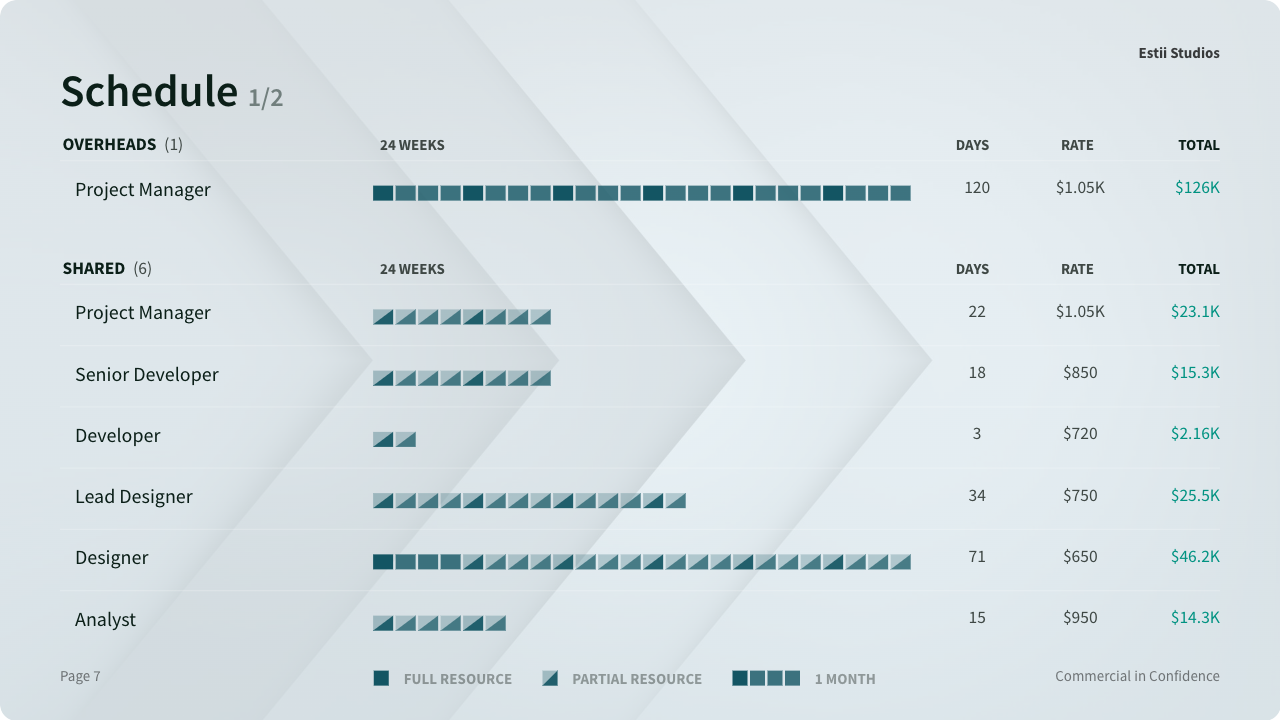 Estii Studios
Schedule 1/2
OVERHEADS (1) 24 WEEKS DAYS RATE TOTAL
Project Manager 120 $1.05K $126K
SHARED (6) 24 WEEKS DAYS RATE TOTAL
Project Manager 22 $1.05K $23.1K
Senior Developer 18 $850 $15.3K
Developer 3 $720 $2.16K
Lead Designer 34 $750 $25.5K
Designer 71 $650 $46.2K
Analyst 15 $950 $14.3K
Page 7 FULL RESOURCE PARTIAL RESOURCE 1 MONTH Commercial in Confidence